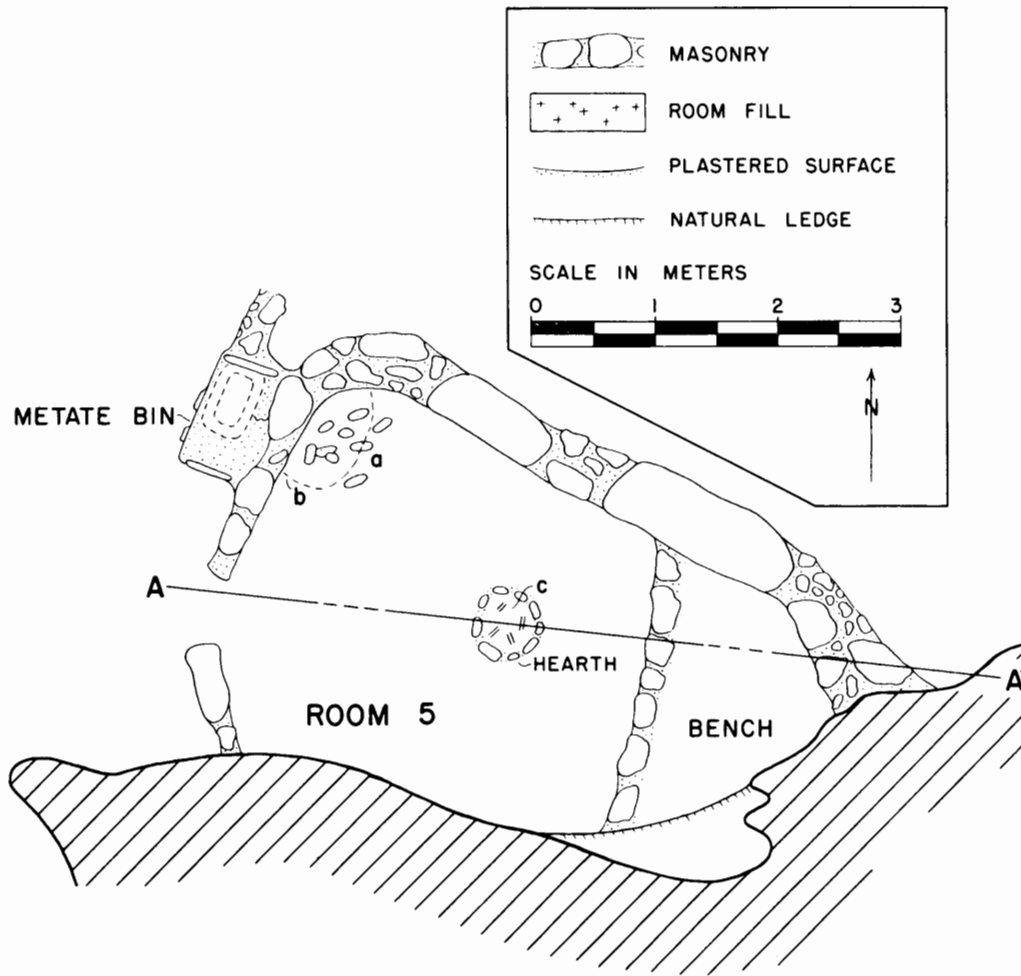 MASONRY
ROOM FILL
PLASTERED SURFACE
NATURAL LEDGE
SCALE IN METERS
0 1 2 3
N
METATE BIN
a
b
A
c
HEARTH
A
ROOM 5
BENCH